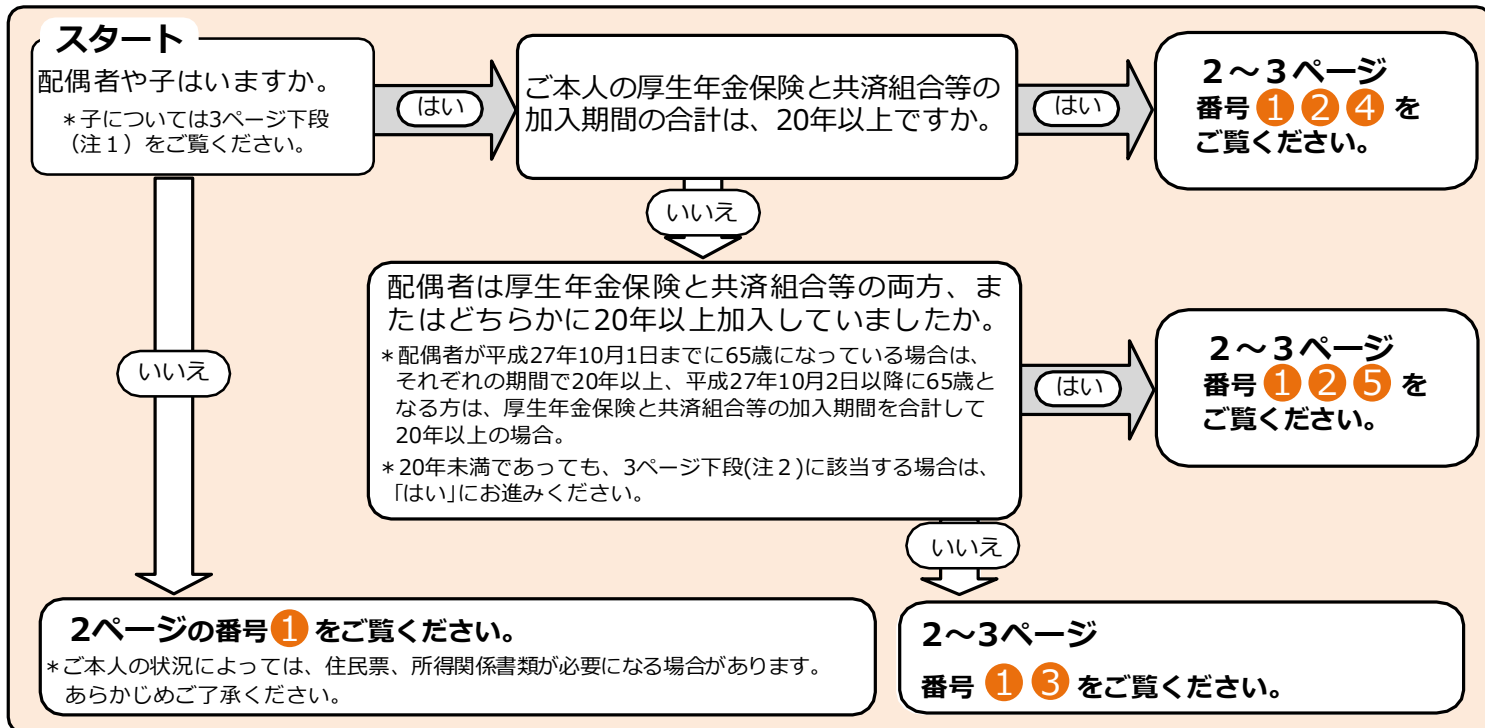 スタート
配偶者や子はいますか。
＊子については3ページ下段
（注１）をご覧ください。
はい
ご本人の厚生年金保険と共済組合等の
加入期間の合計は、20年以上ですか。
はい
２～３ページ
番号 1 2 4 を
ご覧ください。
いいえ
配偶者は厚生年金保険と共済組合等の両方、ま
たはどちらかに20年以上加入していましたか。
＊配偶者が平成27年10月1日までに65歳になっている場合は、
それぞれの期間で20年以上、平成27年10月2日以降に65歳と
なる方は、厚生年金保険と共済組合等の加入期間を合計して
20年以上の場合。
＊20年未満であっても、3ページ下段(注２)に該当する場合は、
「はい」にお進みください。
はい
２～３ページ
番号 1 2 5 を
ご覧ください。
いいえ
いいえ
2ページの番号 1 をご覧ください。
＊ご本人の状況によっては、住民票、所得関係書類が必要になる場合があります。
あらかじめご了承ください。
2～3ページ
番号 1 3 をご覧ください。